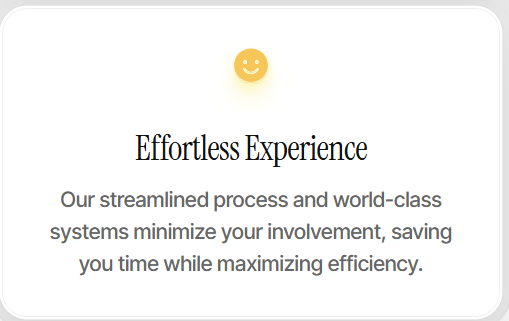 Effortless Experience
Our streamlined process and world-class
systems minimize your involvement, saving
you time while maximizing efficiency.